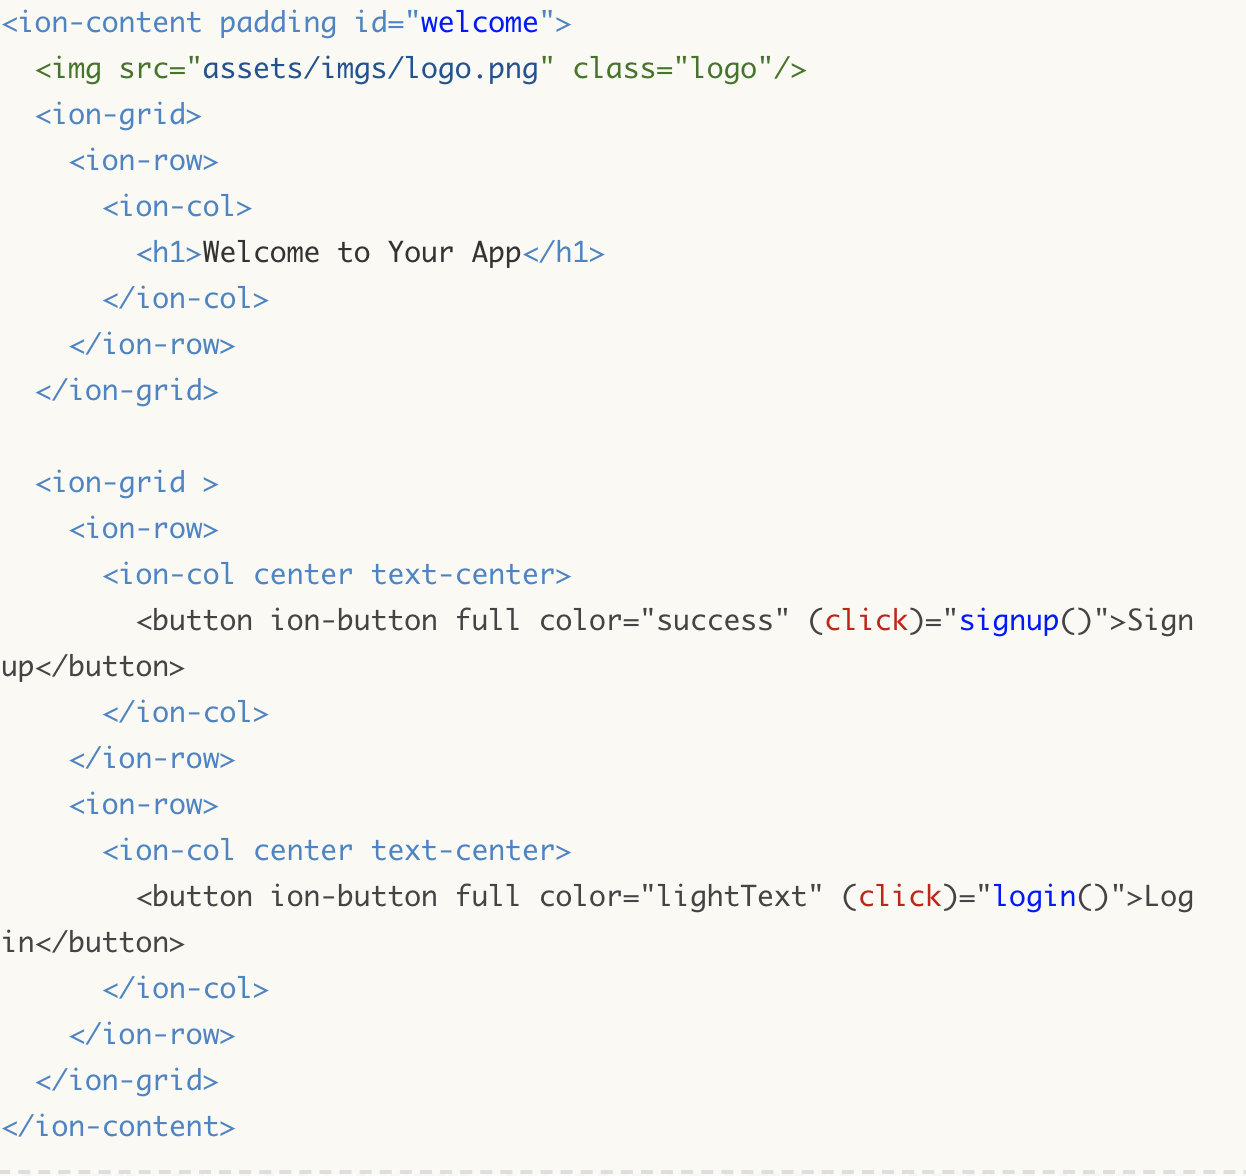 <ion-content padding id="welcome">
  <img src="assets/imgs/logo.png" class="logo"/>
  <ion-grid>
    <ion-row>
      <ion-col>
        <h1>Welcome to Your App</h1>
      </ion-col>
    </ion-row>
  </ion-grid>

  <ion-grid >
    <ion-row>
      <ion-col center text-center>
        <button ion-button full color="success" (click)="signup()">Sign
up</button>
      </ion-col>
    </ion-row>
    <ion-row>
      <ion-col center text-center>
        <button ion-button full color="lightText" (click)="login()">Log
in</button>
      </ion-col>
    </ion-row>
  </ion-grid>
</ion-content>